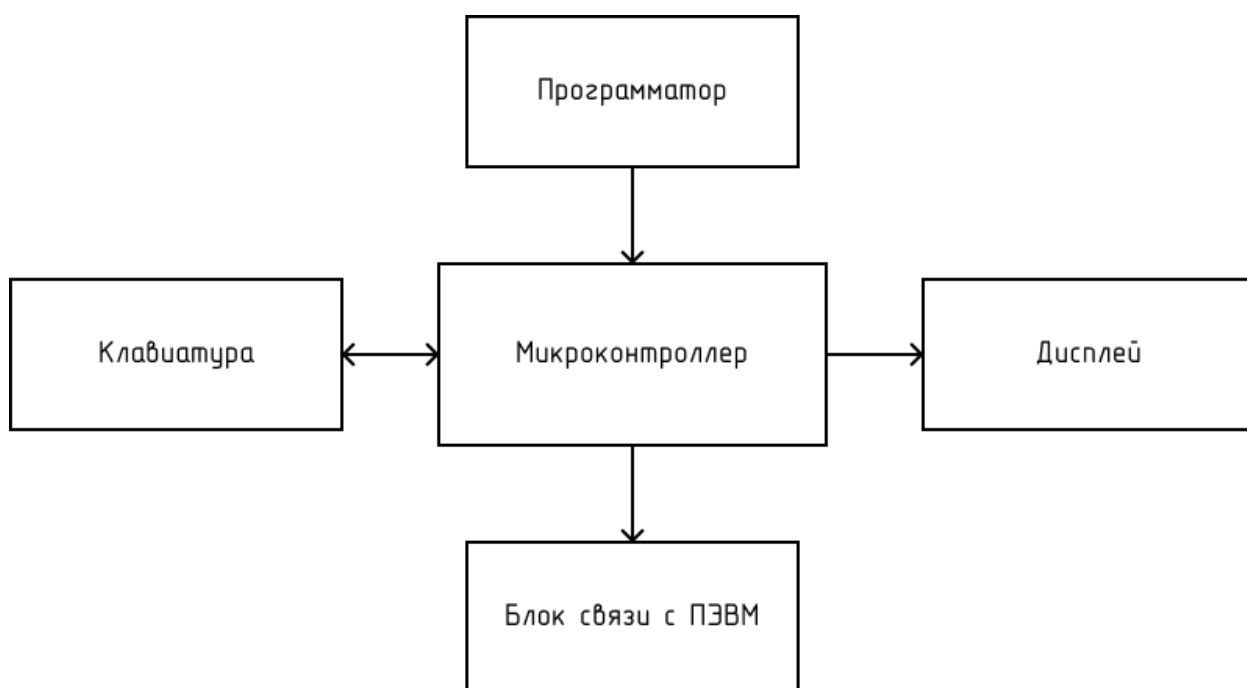 Программатор
Клавиатура
Микроконтроллер
Дисплей
Блок связи с ПЭВМ